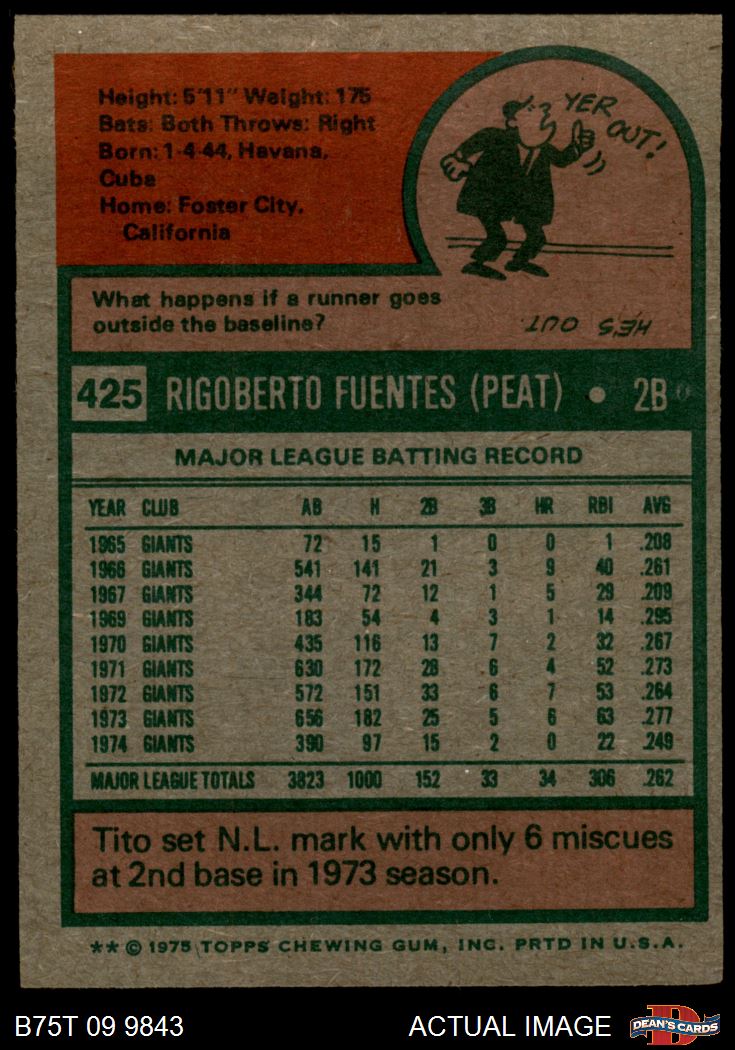 Height: 5'11" Weight: 175
Bats: Both Throws: Right
Born: 1-4-44, Havana,
Cuba
Home: Foster City,
California
YER
OUT!
What happens if a runner goes
outside the baseline?
HE'S OUT
425 RIGOBERTO FUENTES (PEAT) • 2B
MAJOR LEAGUE BATTING RECORD
YEAR CLUB AB H 2B 3B HR RBI AVG
1965 GIANTS 72 15 1 0 0 1 .208
1966 GIANTS 541 141 21 3 9 40 .261
1967 GIANTS 344 72 12 1 5 29 .209
1969 GIANTS 183 54 4 3 1 14 .295
1970 GIANTS 435 116 13 7 2 32 .267
1971 GIANTS 630 172 28 6 4 52 .273
1972 GIANTS 572 151 33 6 7 53 .264
1973 GIANTS 656 182 25 5 6 63 .277
1974 GIANTS 390 97 15 2 0 22 .249
MAJOR LEAGUE TOTALS 3823 1000 152 33 34 306 .262
Tito set N.L. mark with only 6 miscues
at 2nd base in 1973 season.
** © 1975 TOPPS CHEWING GUM, INC. PRTD IN U.S.A.
B75T 09 9843 ACTUAL IMAGE DEAN'S CARDS